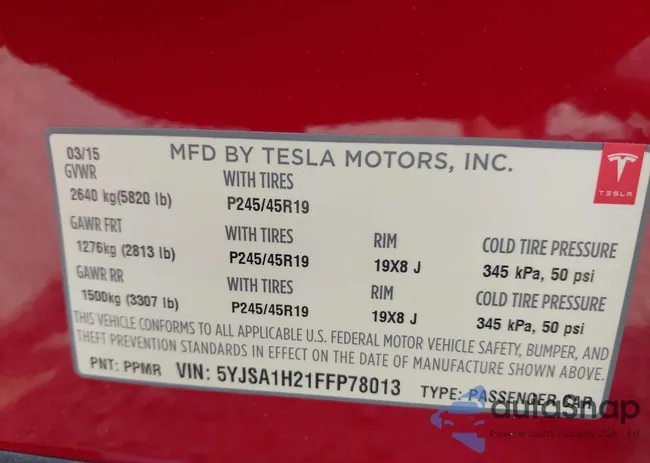 03/15 MFD BY TESLA MOTORS, INC.
TESLA
GVWR WITH TIRES
2640 kg(5820 lb) P245/45R19
GAWR FRT WITH TIRES RIM COLD TIRE PRESSURE
1276kg (2813 lb) P245/45R19 19X8 J 345 kPa, 50 psi
GAWR RR WITH TIRES RIM COLD TIRE PRESSURE
1500kg (3307 lb) P245/45R19 19X8 J 345 kPa, 50 psi
THIS VEHICLE CONFORMS TO ALL APPLICABLE U.S. FEDERAL MOTOR VEHICLE SAFETY, BUMPER, AND
THEFT PREVENTION STANDARDS IN EFFECT ON THE DATE OF MANUFACTURE SHOWN ABOVE.
PNT: PPMR VIN: 5YJSA1H21FFP78013 TYPE: PASSENGER CAR
autasnap